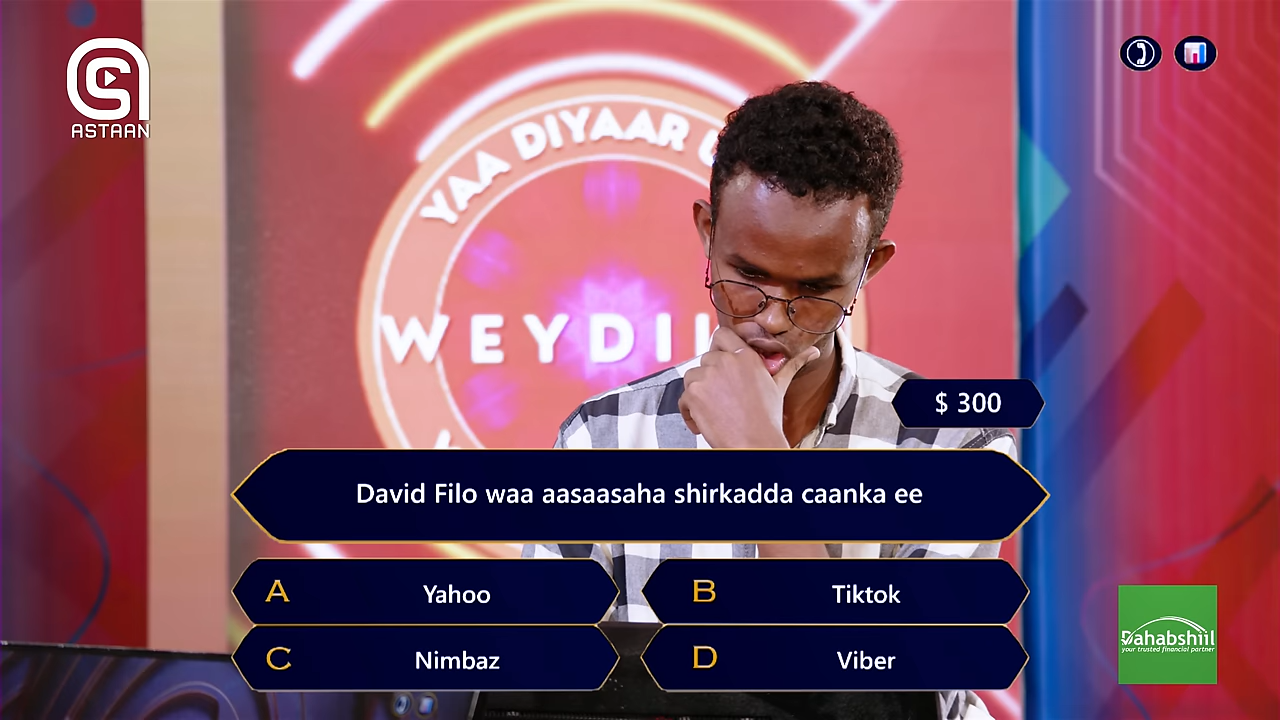 ASTAAN
YAA DIYAAR U
$ 300
David Filo waa aasaasaha shirkadda caanka ee
A Yahoo
B Tiktok
C Nimbaz
D Viber
Dahabshiil
your trusted financial partner